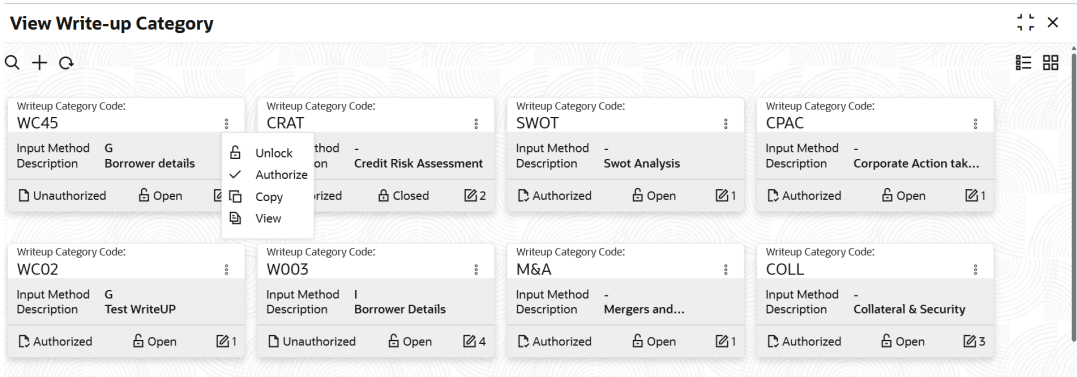 View Write-up Category
Writeup Category Code:
WC45
Input Method G
Description Borrower details
Unauthorized Open
Unlock
Authorize
Copy
View
Writeup Category Code:
CRAT
-
Credit Risk Assessment
Closed 2
Writeup Category Code:
SWOT
Input Method -
Description Swot Analysis
Authorized Open 1
Writeup Category Code:
CPAC
Input Method -
Description Corporate Action tak...
Authorized Open 1
Writeup Category Code:
WC02
Input Method G
Description Test WriteUP
Authorized Open 1
Writeup Category Code:
W003
Input Method I
Description Borrower Details
Unauthorized Open 4
Writeup Category Code:
M&A
Input Method -
Description Mergers and...
Authorized Open 1
Writeup Category Code:
COLL
Input Method -
Description Collateral & Security
Authorized Open 3